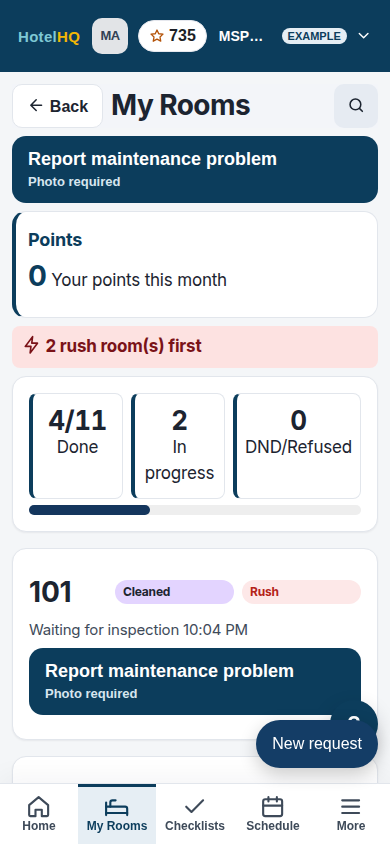 HotelHQ MA 735 MSP… EXAMPLE
Back My Rooms
Report maintenance problem
Photo required
Points
0 Your points this month
2 rush room(s) first
4/11
Done
2
In
progress
0
DND/Refused
101 Cleaned Rush
Waiting for inspection 10:04 PM
Report maintenance problem
Photo required
New request
Home My Rooms Checklists Schedule More